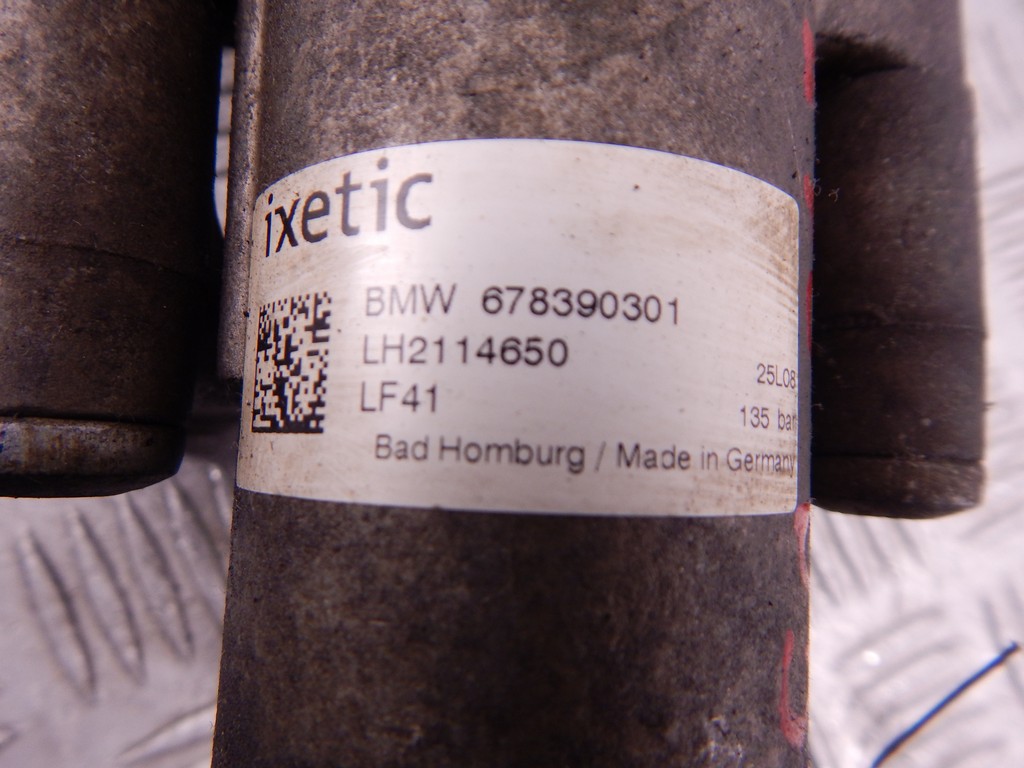 ixetic
BMW 678390301
LH2114650
LF41
25L08
135 bar
Bad Homburg / Made in Germany